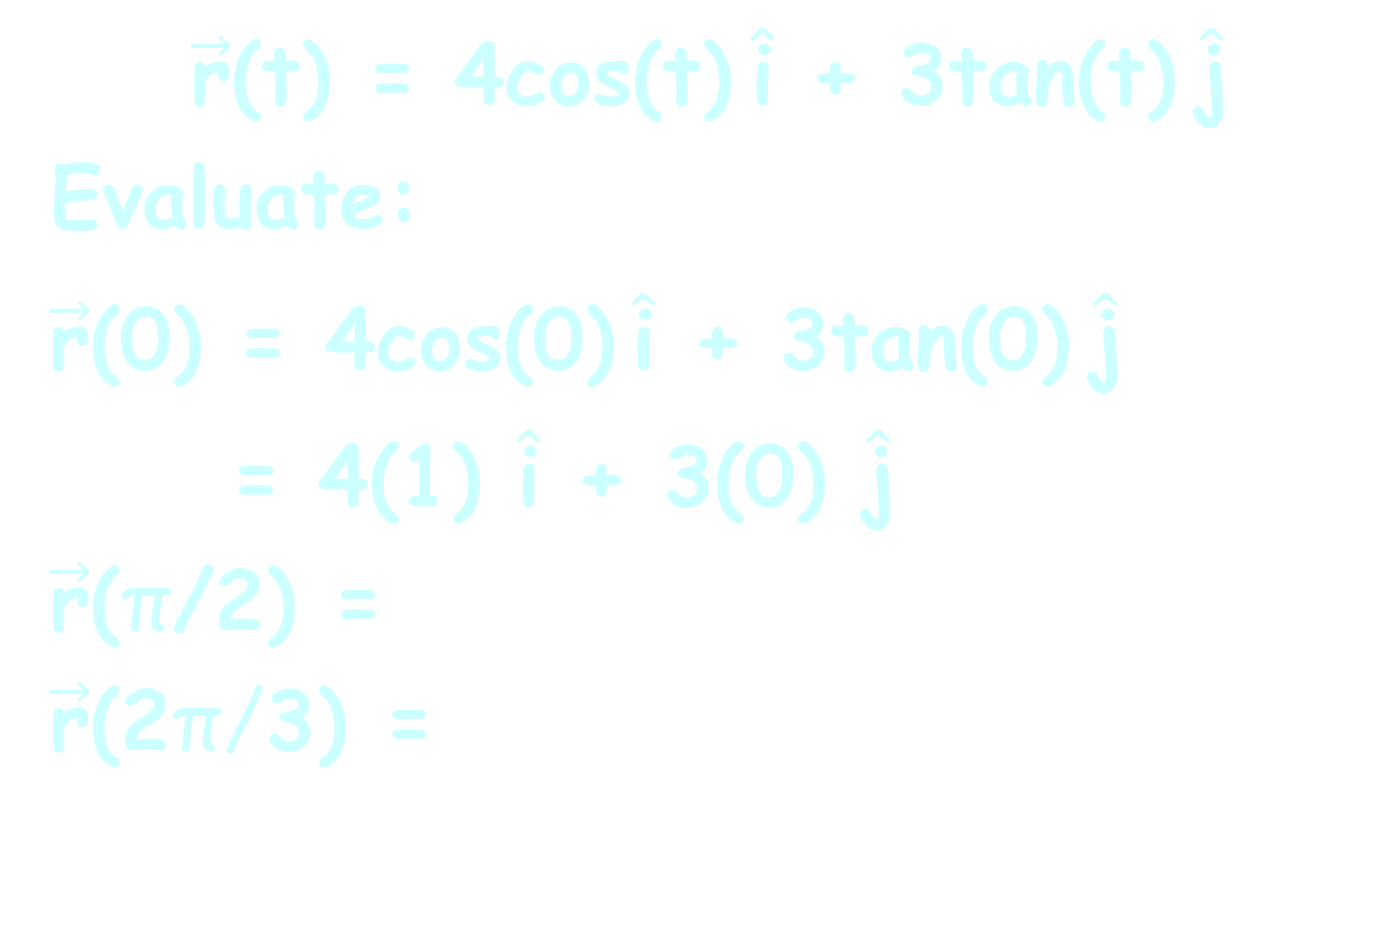 r⃗(t) = 4cos(t) î + 3tan(t) ĵ
Evaluate:
r⃗(0) = 4cos(0) î + 3tan(0) ĵ
= 4(1) î + 3(0) ĵ
r⃗(π/2) =
r⃗(2π/3) =